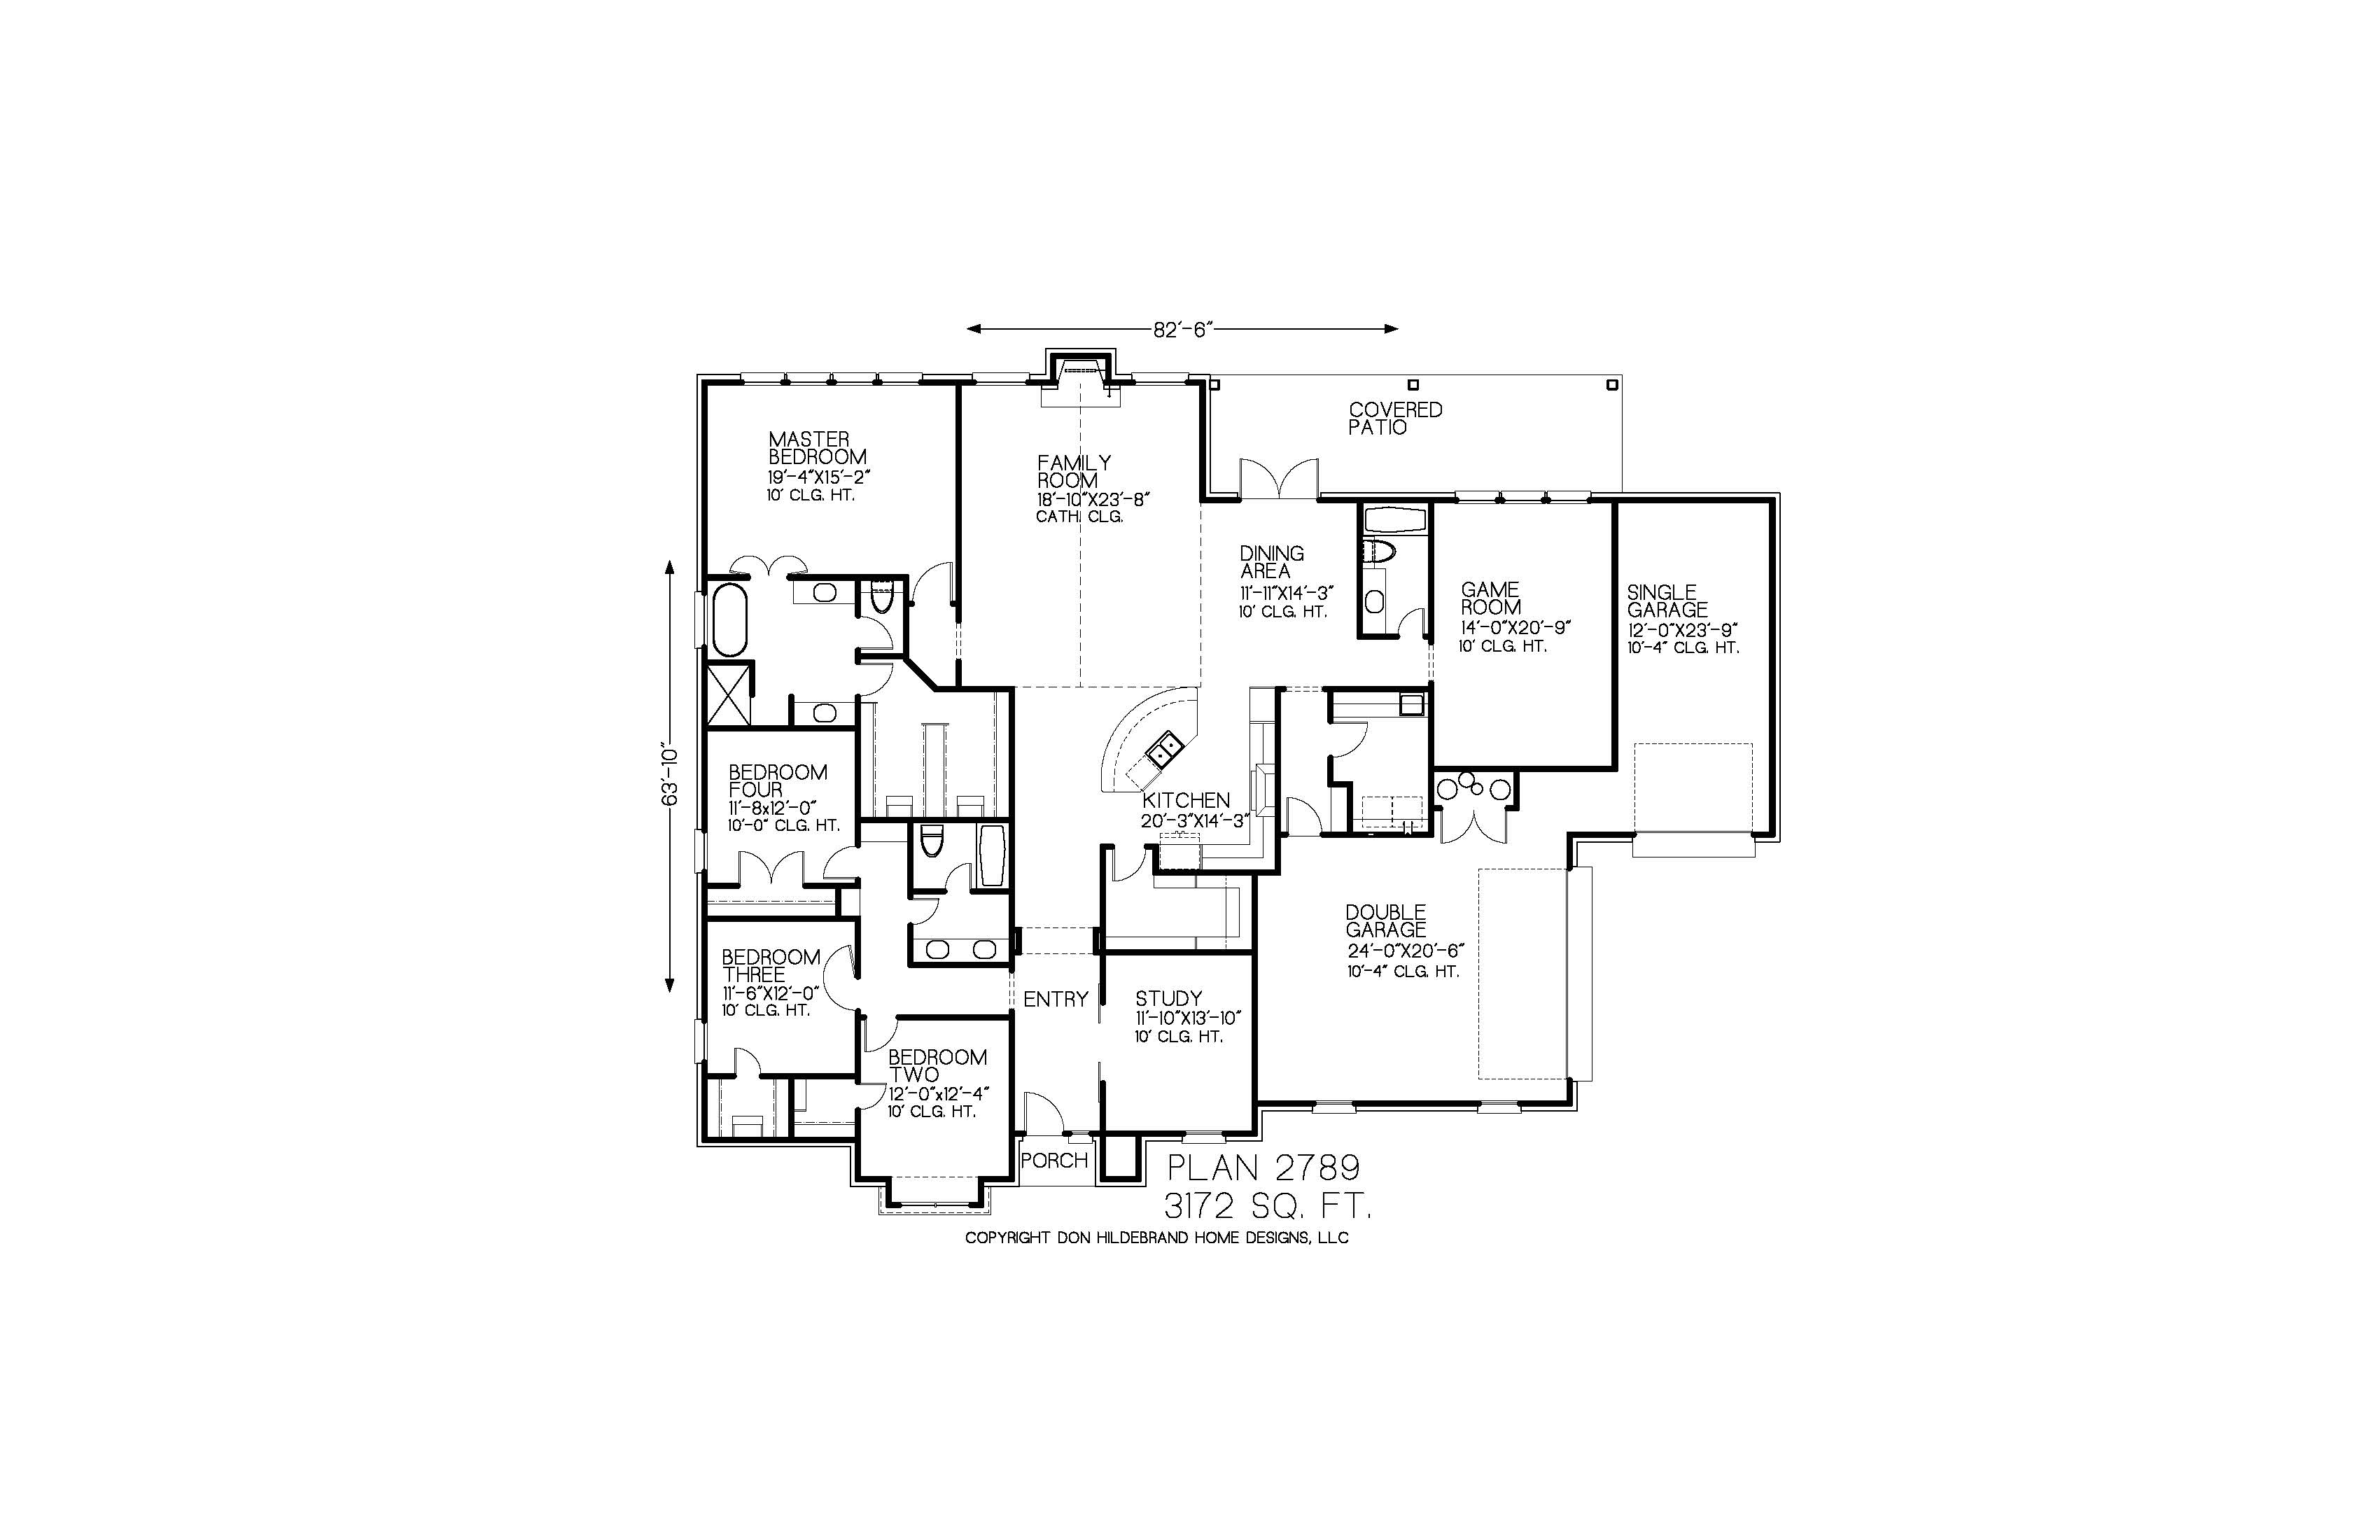 82'-6"
COVERED
PATIO
MASTER
BEDROOM
19'-4"X15'-2"
10' CLG. HT.
FAMILY
ROOM
18'-10"X23'-8"
CATH. CLG.
DINING
AREA
11'-11"X14'-3"
10' CLG. HT.
GAME
ROOM
14'-0"X20'-9"
10' CLG. HT.
SINGLE
GARAGE
12'-0"X23'-9"
10'-4" CLG. HT.
63'-10"
BEDROOM
FOUR
11'-8x12'-0"
10'-0" CLG. HT.
KITCHEN
20'-3"X14'-3"
DOUBLE
GARAGE
24'-0"X20'-6"
10'-4" CLG. HT.
BEDROOM
THREE
11'-6"X12'-0"
10' CLG. HT.
ENTRY
STUDY
11'-10"X13'-10"
10' CLG. HT.
BEDROOM
TWO
12'-0"x12'-4"
10' CLG. HT.
PORCH
PLAN 2789
3172 SQ. FT.
COPYRIGHT DON HILDEBRAND HOME DESIGNS, LLC